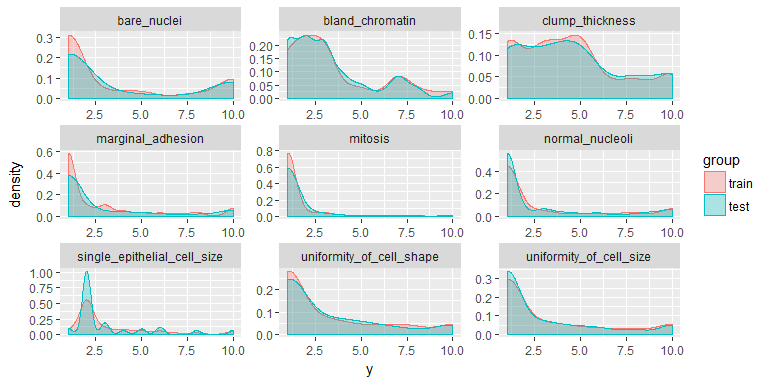 bare_nuclei
bland_chromatin
clump_thickness
0.3
0.2
0.1
0.0
2.5 5.0 7.5 10.0
0.20
0.15
0.10
0.05
0.00
2.5 5.0 7.5 10.0
0.15
0.10
0.05
0.00
2.5 5.0 7.5 10.0
marginal_adhesion
mitosis
normal_nucleoli
0.6
0.4
0.2
0.0
2.5 5.0 7.5 10.0
0.8
0.6
0.4
0.2
0.0
2.5 5.0 7.5 10.0
0.4
0.2
0.0
2.5 5.0 7.5 10.0
single_epithelial_cell_size
uniformity_of_cell_shape
uniformity_of_cell_size
1.00
0.75
0.50
0.25
0.00
2.5 5.0 7.5 10.0
0.2
0.1
0.0
2.5 5.0 7.5 10.0
0.3
0.2
0.1
0.0
2.5 5.0 7.5 10.0
density
y
group
train
test